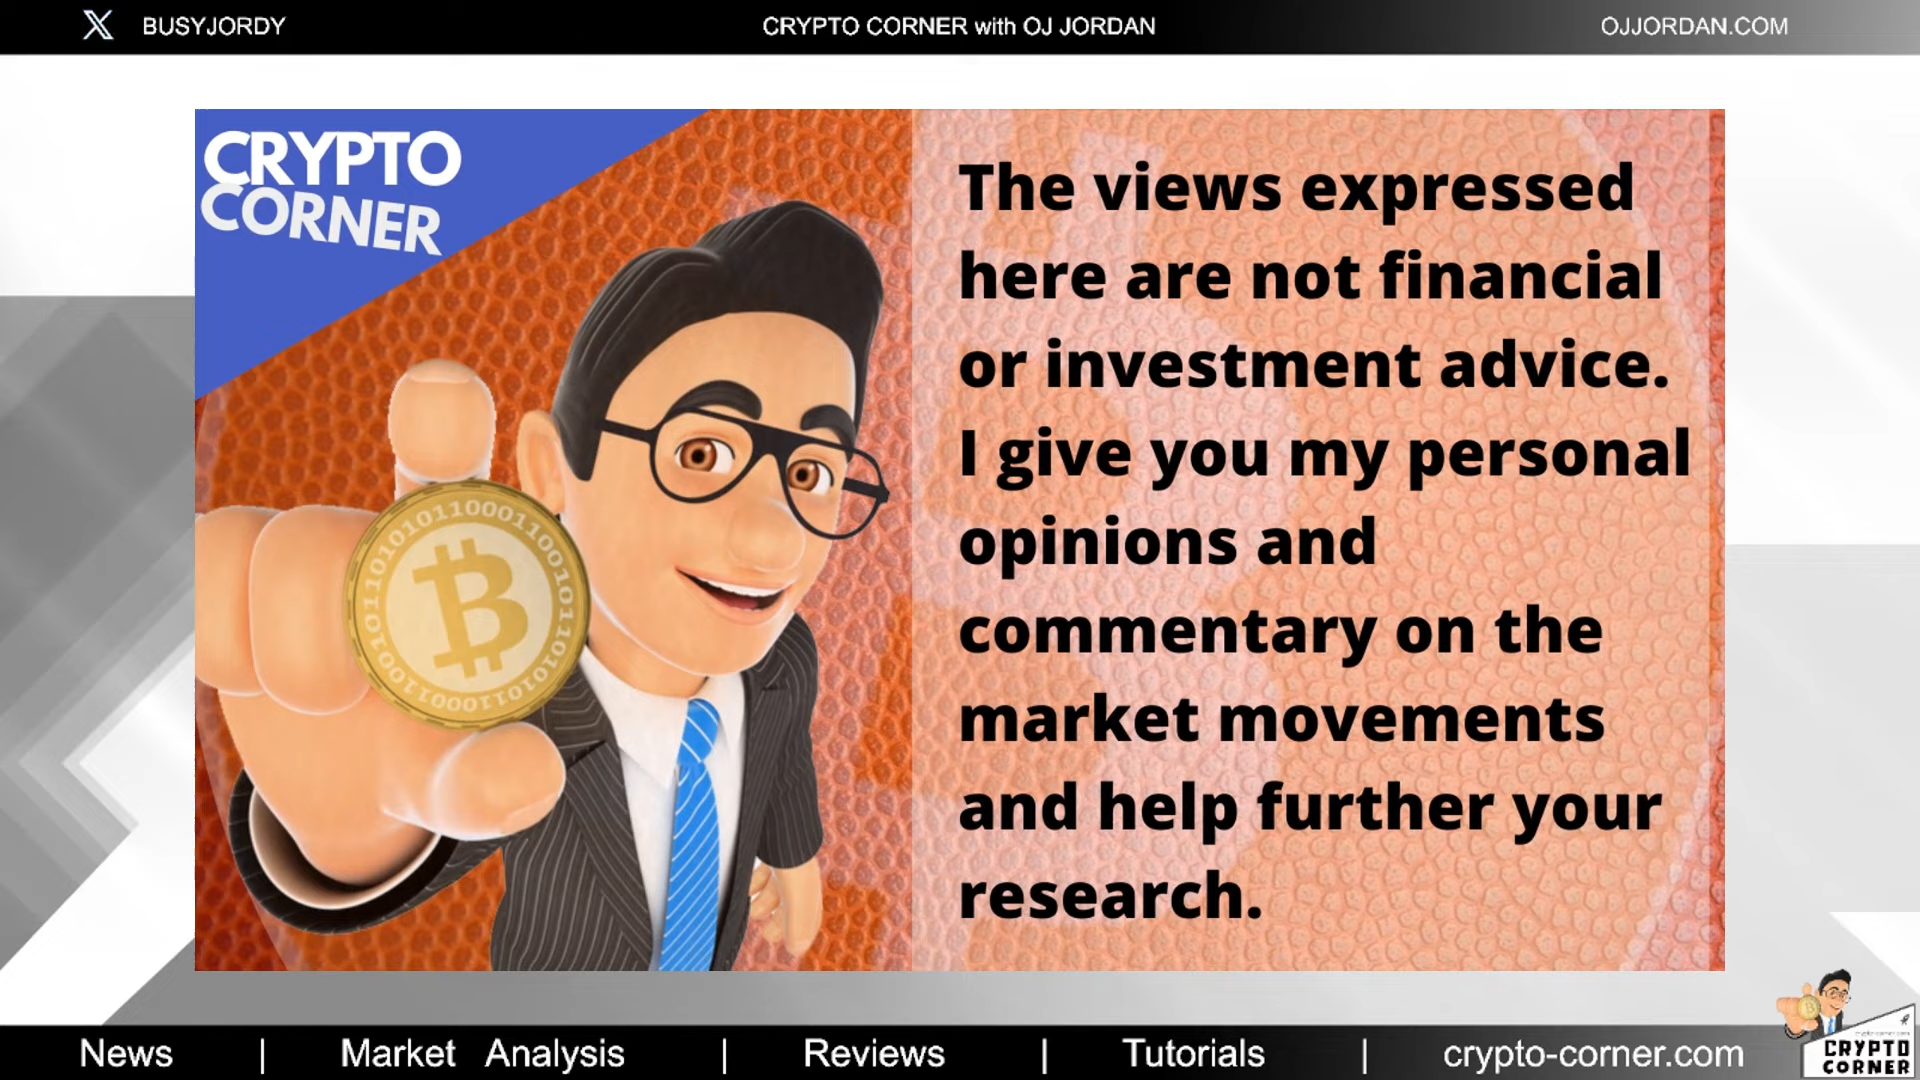 BUSYJORDY
CRYPTO CORNER with OJ JORDAN
OJJORDAN.COM
CRYPTO
CORNER
The views expressed
here are not financial
or investment advice.
I give you my personal
opinions and
commentary on the
market movements
and help further your
research.
News | Market Analysis | Reviews | Tutorials | crypto-corner.com
CRYPTO
CORNER